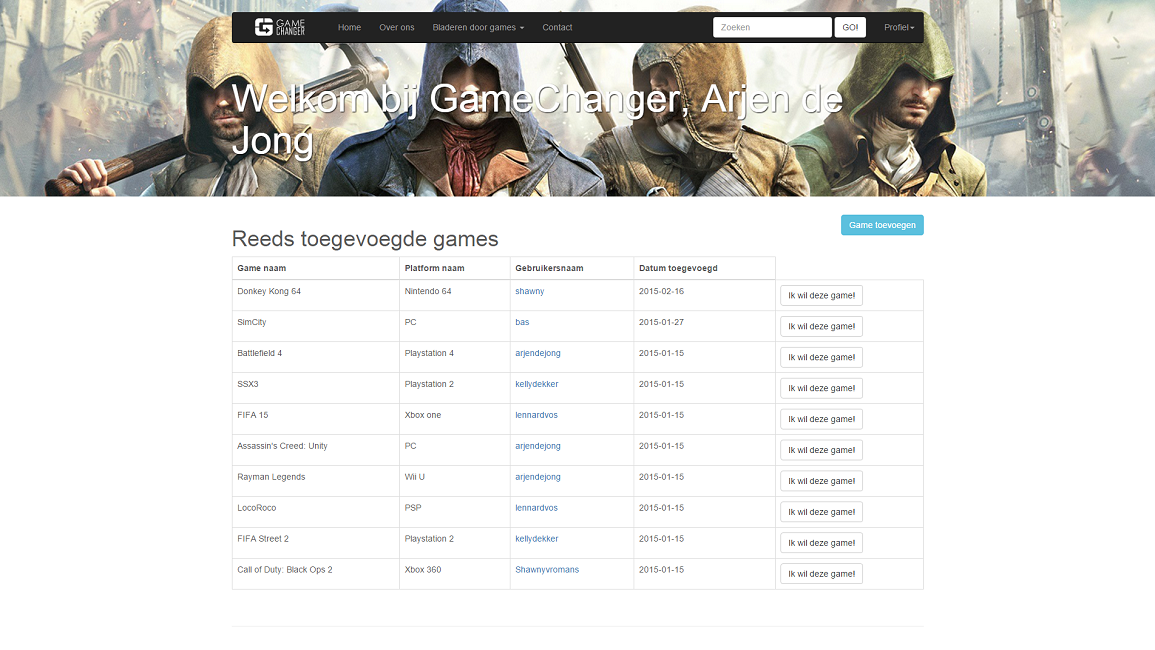 GAME CHANGER Home Over ons Bladeren door games Contact Zoeken GO! Profiel
Welkom bij GameChanger, Arjen de
Jong
Game toevoegen
Reeds toegevoegde games
Game naam Platform naam Gebruikersnaam Datum toegevoegd
Donkey Kong 64 Nintendo 64 shawny 2015-02-16 Ik wil deze game!
SimCity PC bas 2015-01-27 Ik wil deze game!
Battlefield 4 Playstation 4 arjendejong 2015-01-15 Ik wil deze game!
SSX3 Playstation 2 kellydekker 2015-01-15 Ik wil deze game!
FIFA 15 Xbox one lennardvos 2015-01-15 Ik wil deze game!
Assassin's Creed: Unity PC arjendejong 2015-01-15 Ik wil deze game!
Rayman Legends Wii U arjendejong 2015-01-15 Ik wil deze game!
LocoRoco PSP lennardvos 2015-01-15 Ik wil deze game!
FIFA Street 2 Playstation 2 kellydekker 2015-01-15 Ik wil deze game!
Call of Duty: Black Ops 2 Xbox 360 Shawnyvromans 2015-01-15 Ik wil deze game!